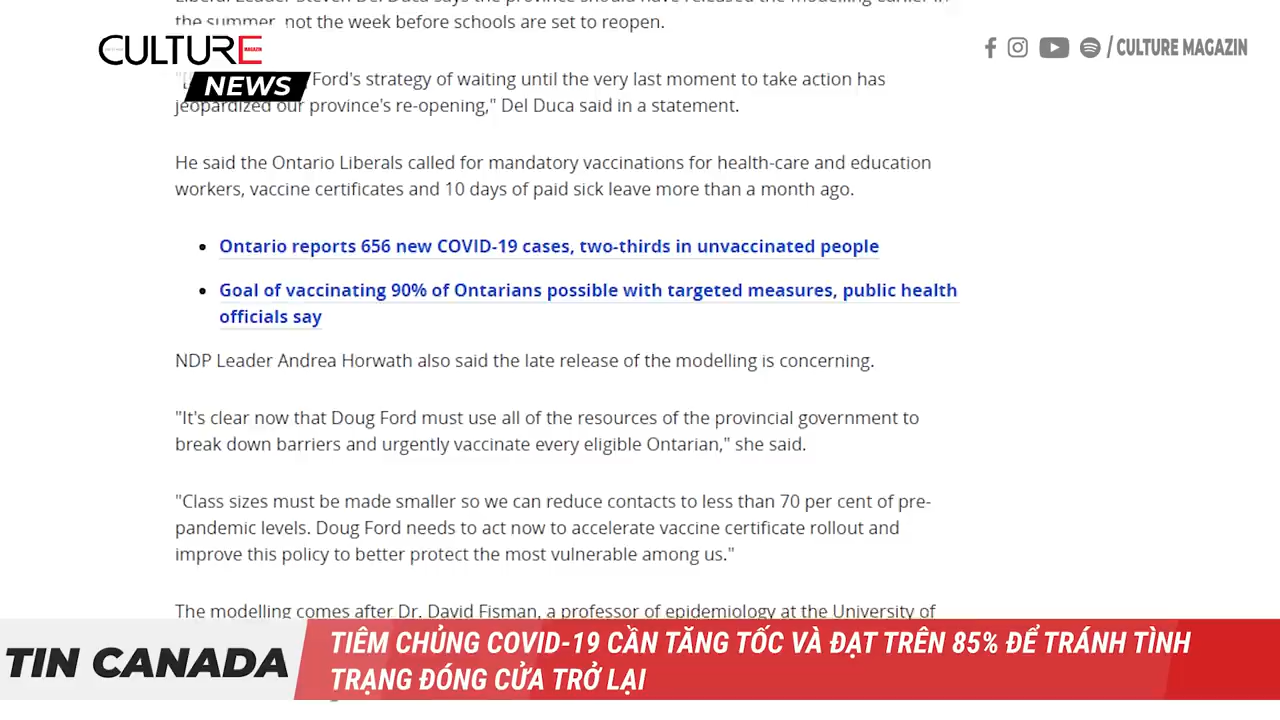 the summer, not the week before schools are set to reopen.
CULTURE
MAGAZIN
NEWS
/ CULTURE MAGAZIN
Ford's strategy of waiting until the very last moment to take action has
jeopardized our province's re-opening," Del Duca said in a statement.
He said the Ontario Liberals called for mandatory vaccinations for health-care and education
workers, vaccine certificates and 10 days of paid sick leave more than a month ago.
• Ontario reports 656 new COVID-19 cases, two-thirds in unvaccinated people
• Goal of vaccinating 90% of Ontarians possible with targeted measures, public health
officials say
NDP Leader Andrea Horwath also said the late release of the modelling is concerning.
"It's clear now that Doug Ford must use all of the resources of the provincial government to
break down barriers and urgently vaccinate every eligible Ontarian," she said.
"Class sizes must be made smaller so we can reduce contacts to less than 70 per cent of pre-
pandemic levels. Doug Ford needs to act now to accelerate vaccine certificate rollout and
improve this policy to better protect the most vulnerable among us."
The modelling comes after Dr. David Fisman, a professor of epidemiology at the University of
TIN CANADA
TIÊM CHỦNG COVID-19 CẦN TĂNG TỐC VÀ ĐẠT TRÊN 85% ĐỂ TRÁNH TÌNH
TRẠNG ĐÓNG CỬA TRỞ LẠI